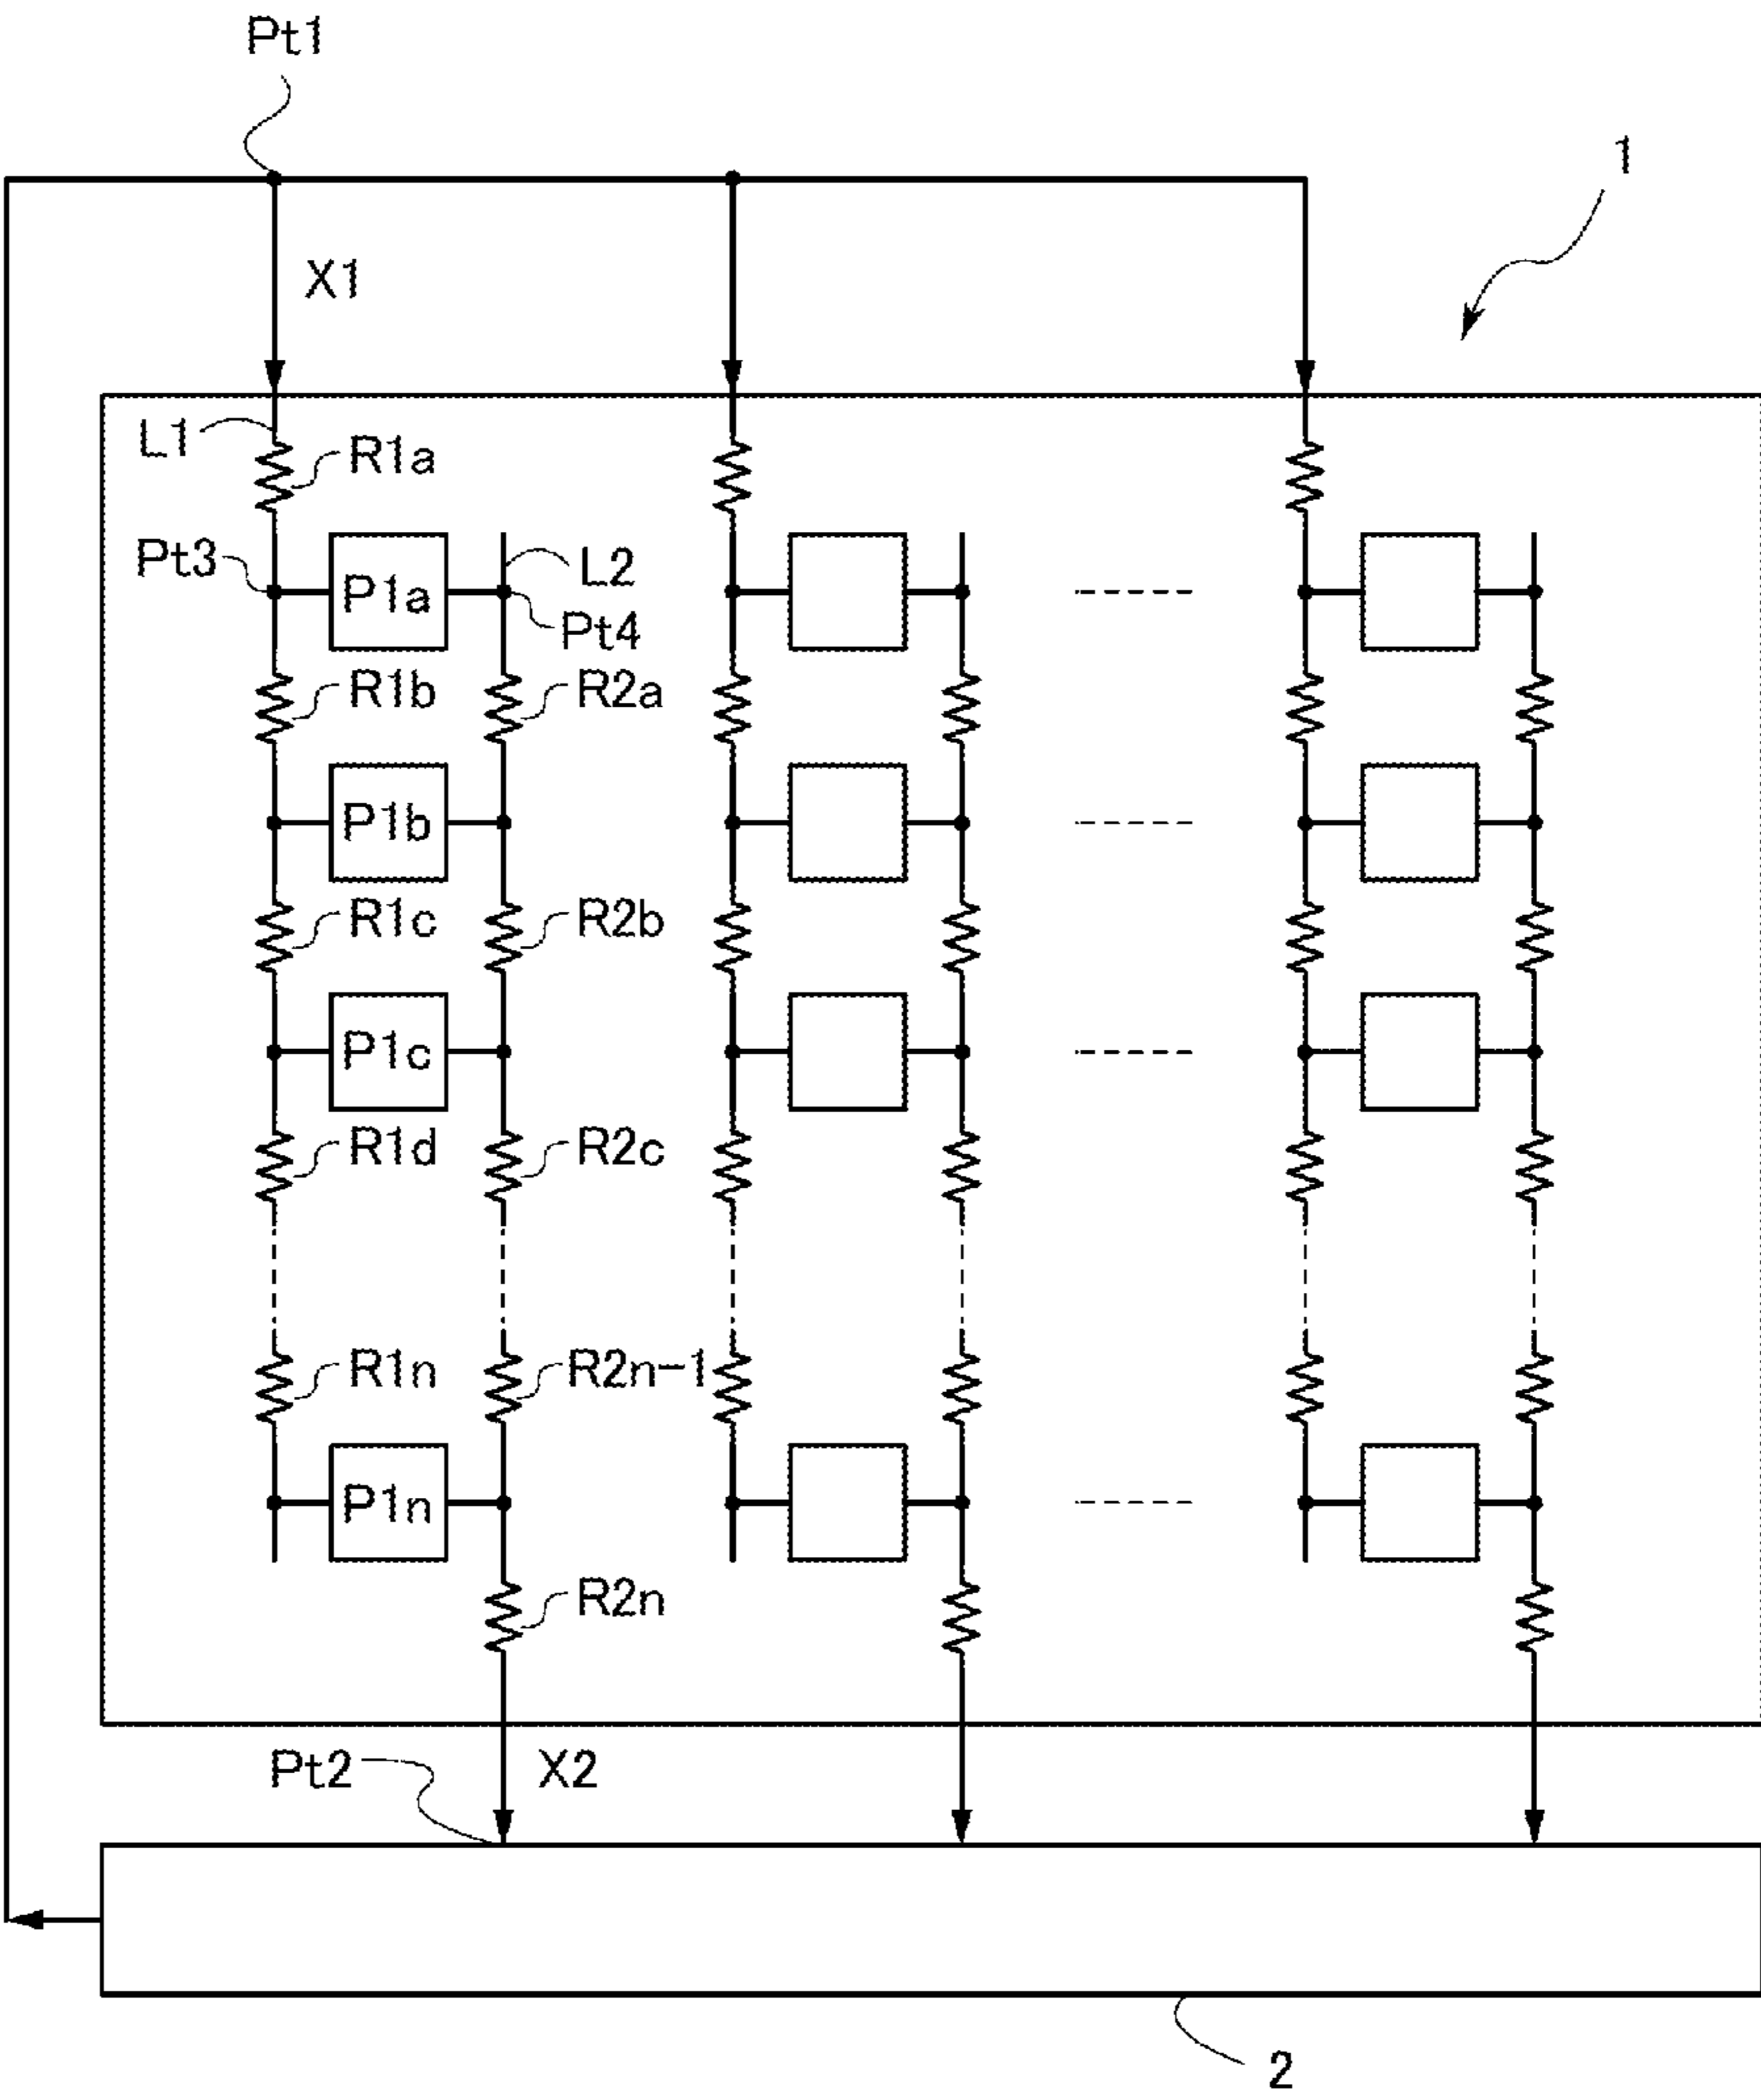 Pt1
1
X1
L1
R1a
Pt3
P1a
L2
Pt4
R1b
R2a
P1b
R1c
R2b
P1c
R1d
R2c
R1n
R2n-1
P1n
R2n
Pt2
X2
2